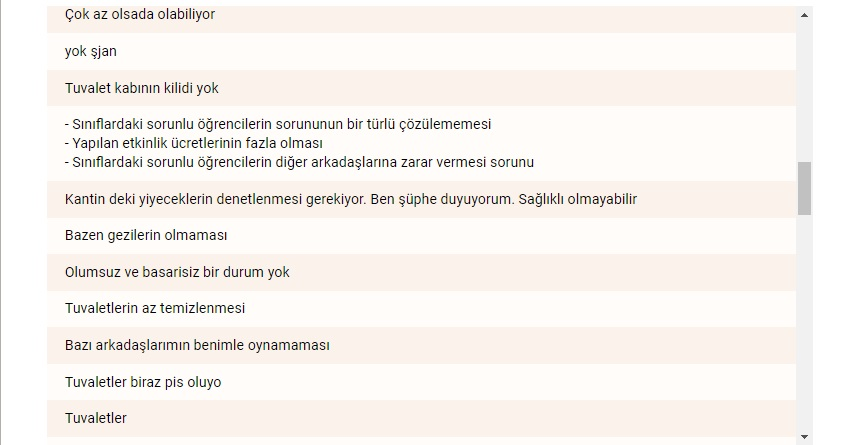 Çok az olsada olabiliyor
yok şjan
Tuvalet kabının kilidi yok
- Sınıflardaki sorunlu öğrencilerin sorununun bir türlü çözülememesi
- Yapılan etkinlik ücretlerinin fazla olması
- Sınıflardaki sorunlu öğrencilerin diğer arkadaşlarına zarar vermesi sorunu
Kantin deki yiyeceklerin denetlenmesi gerekiyor. Ben şüphe duyuyorum. Sağlıklı olmayabilir
Bazen gezilerin olmaması
Olumsuz ve basarisiz bir durum yok
Tuvaletlerin az temizlenmesi
Bazı arkadaşlarımın benimle oynamaması
Tuvaletler biraz pis oluyo
Tuvaletler